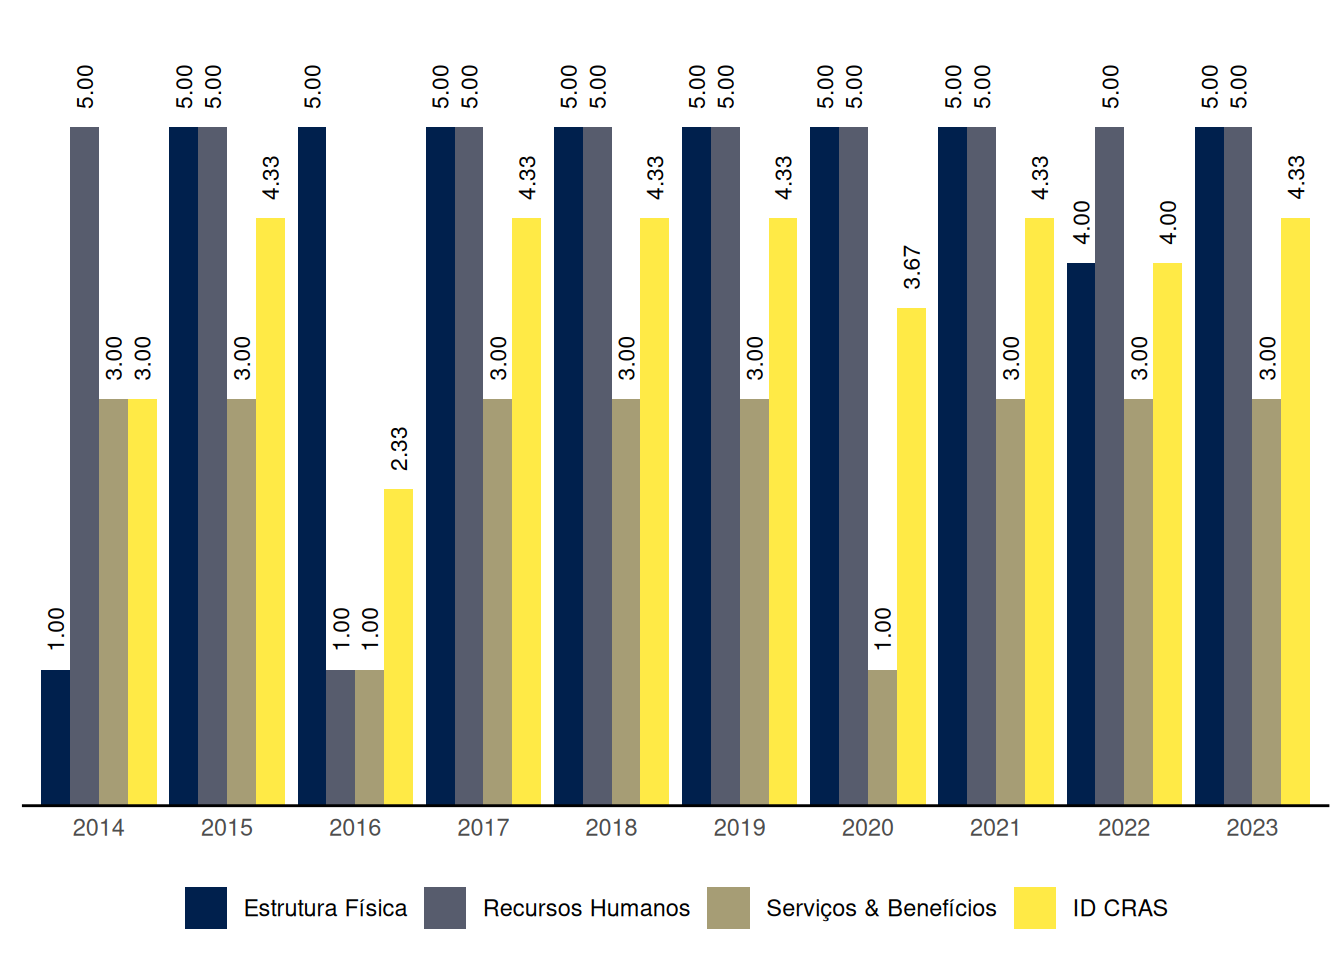 5.00 5.00 5.00 5.00 5.00 5.00 5.00 5.00 5.00 5.00 5.00 5.00 5.00 5.00 5.00 5.00 5.00
4.33 4.33 4.33 4.33 4.33 4.33
4.00 4.00
3.67
3.00 3.00 3.00 3.00 3.00 3.00 3.00 3.00 3.00
2.33
1.00 1.00 1.00 1.00
2014 2015 2016 2017 2018 2019 2020 2021 2022 2023
Estrutura Física Recursos Humanos Serviços & Benefícios ID CRAS